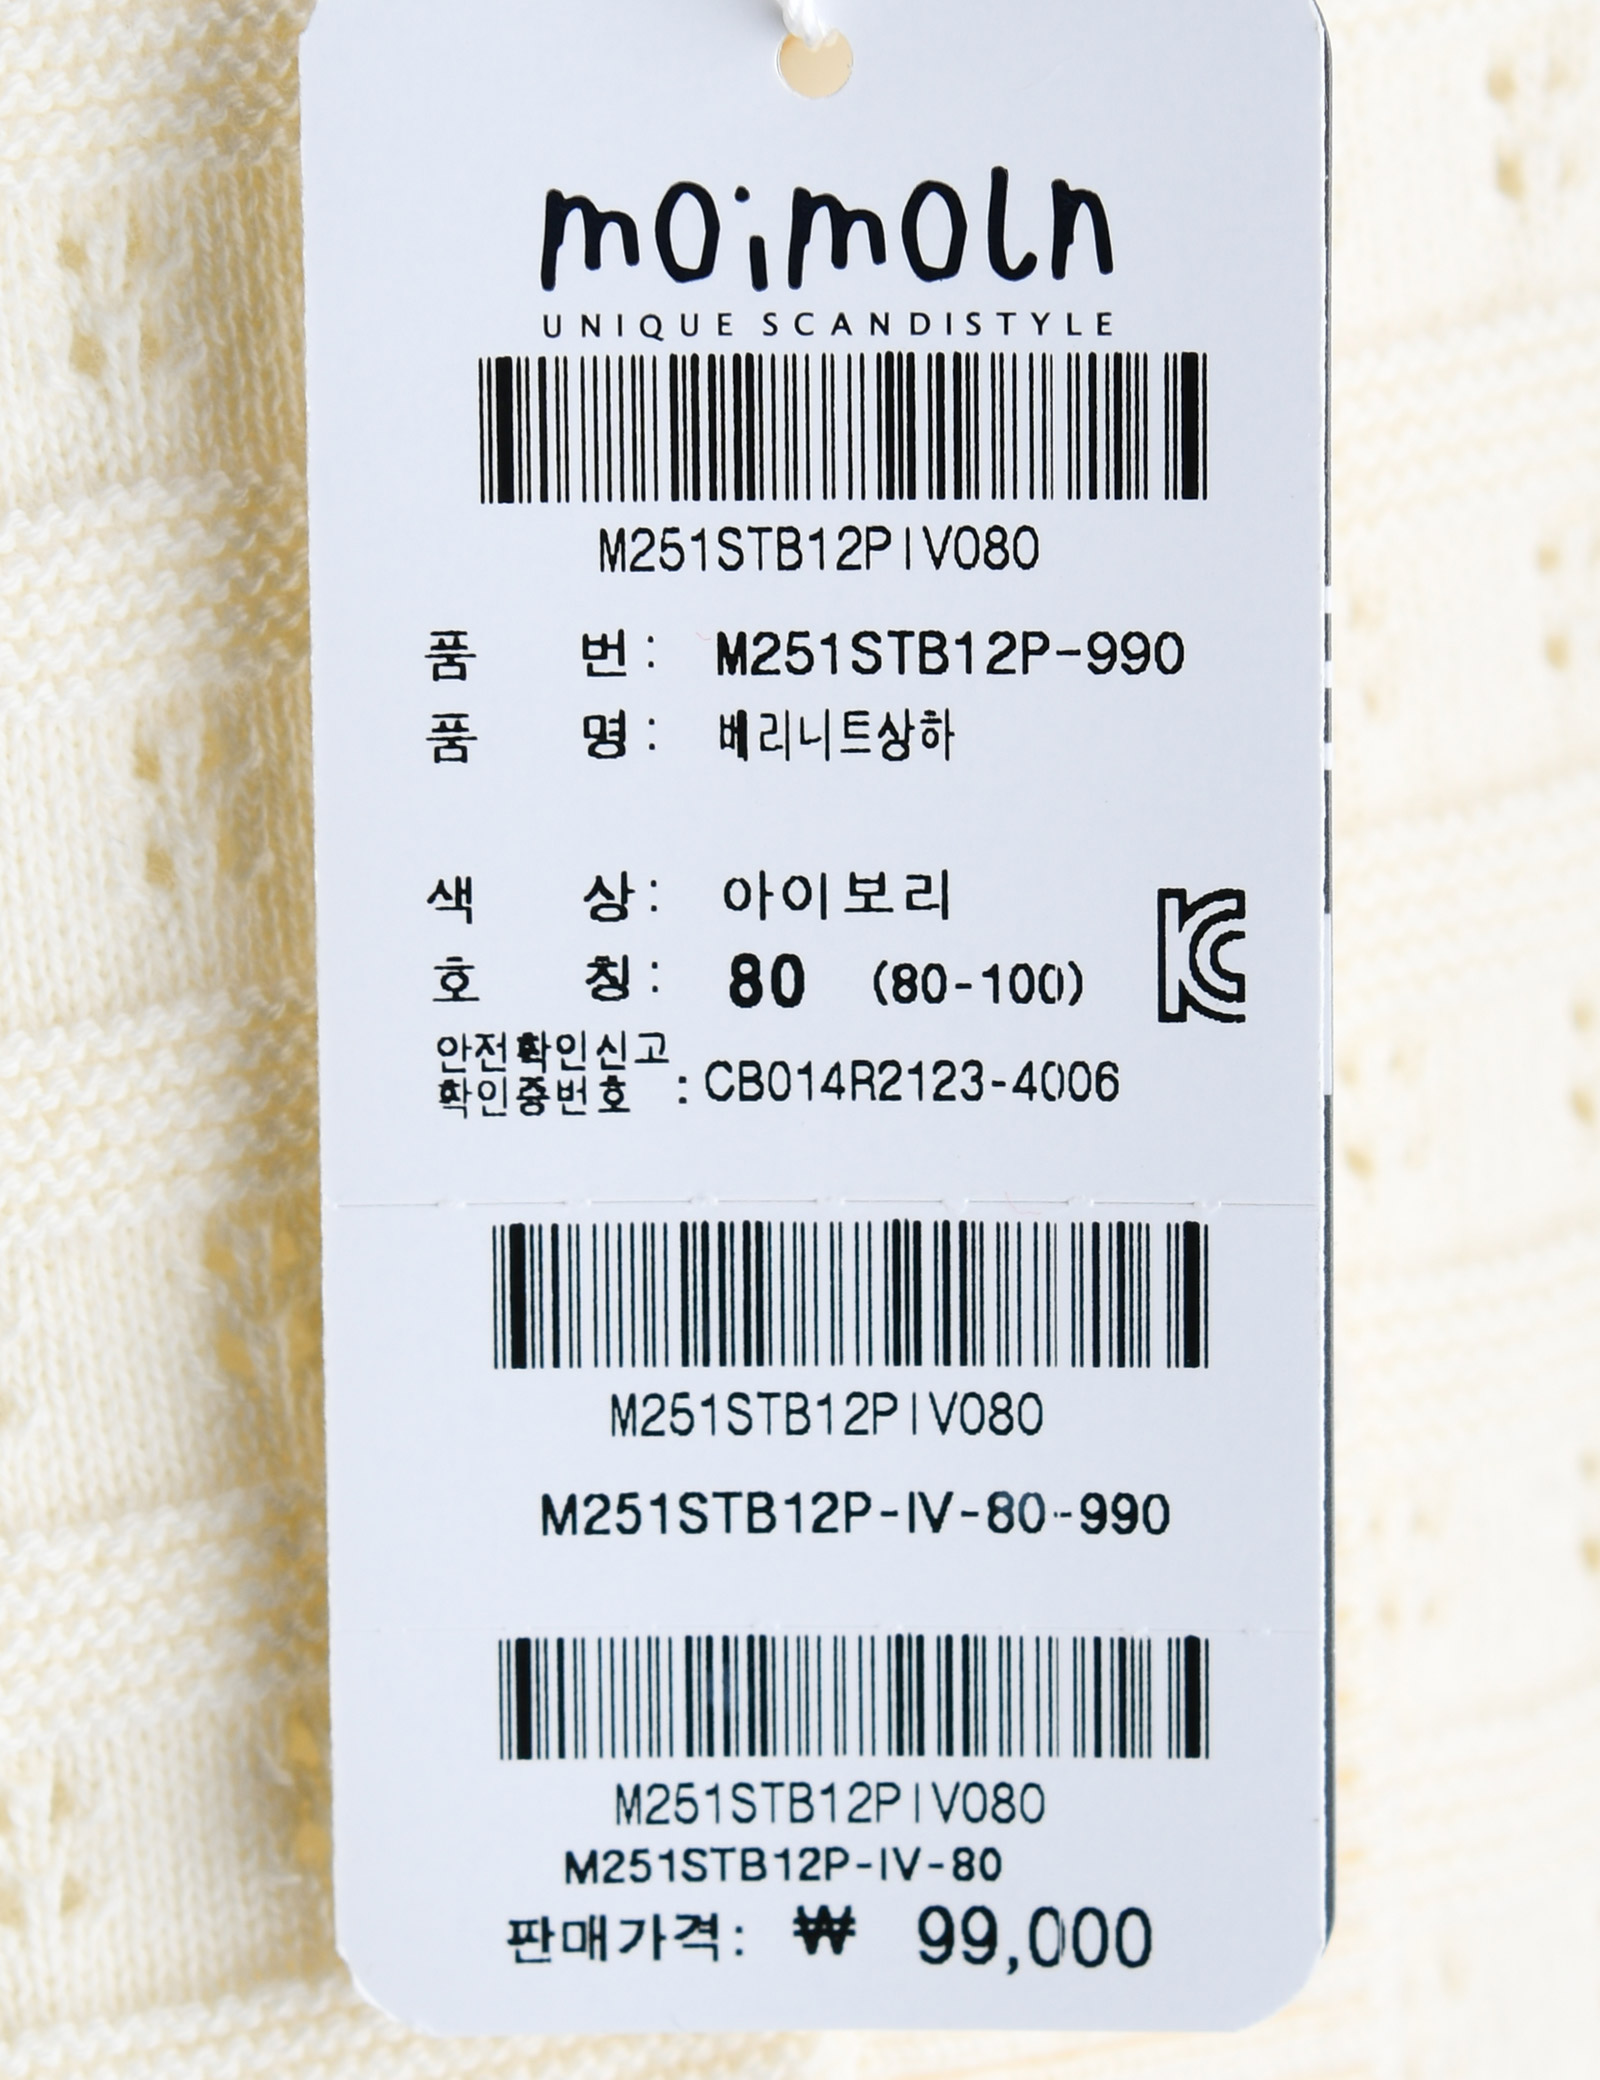 moimoln
UNIQUE SCANDISTYLE
M251STB12PIV080
품 번: M251STB12P-990
품 명: 베리니트상하
색 상: 아이보리
호 칭: 80 (80-100)
안전확인신고
확인증번호 : CB014R2123-4006
M251STB12PIV080
M251STB12P-IV-80-990
M251STB12PIV080
M251STB12P-IV-80
판매가격: ₩ 99,000